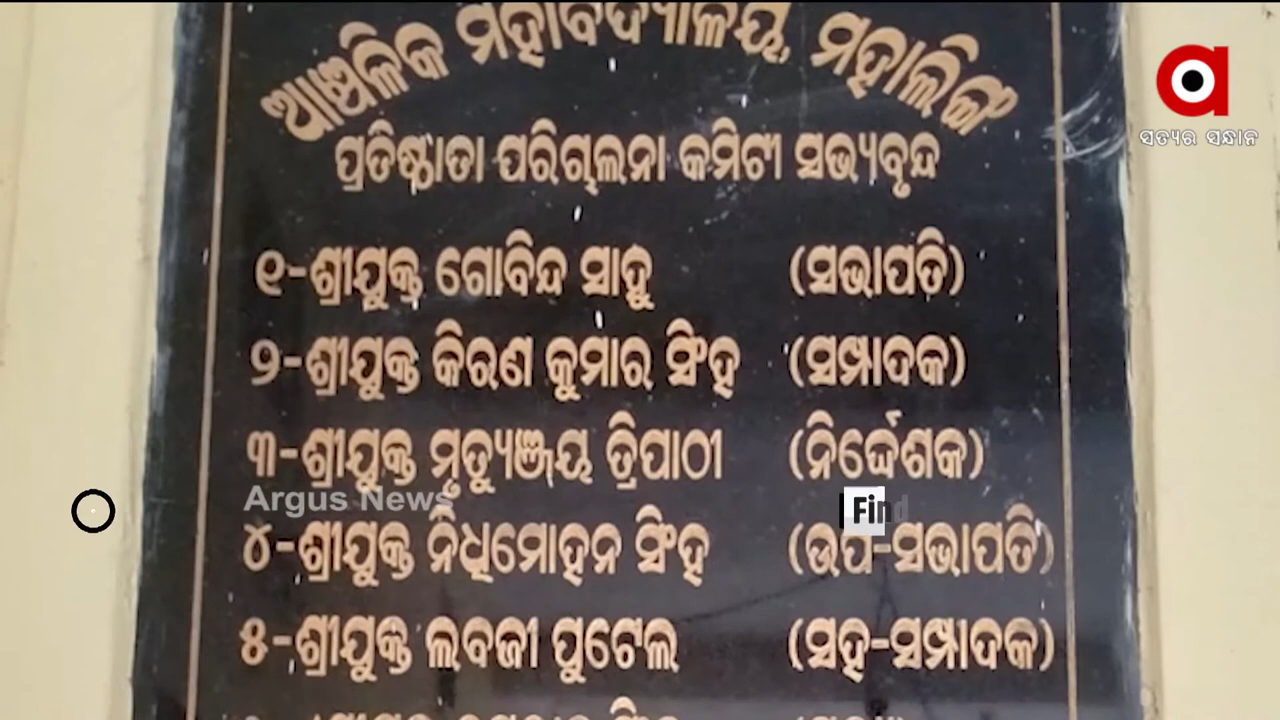 ଆଞ୍ଚଳିକ ମହାବିଦ୍ୟାଳୟ, ମହାଲିଙ୍ଗ
ପ୍ରତିଷ୍ଠାତା ପରିଚାଳନା କମିଟୀ ସଭ୍ୟବୃନ୍ଦ
୧-ଶ୍ରୀଯୁକ୍ତ ଗୋବିନ୍ଦ ସାହୁ (ସଭାପତି)
୨-ଶ୍ରୀଯୁକ୍ତ କିରଣ କୁମାର ସିଂହ (ସମ୍ପାଦକ)
୩-ଶ୍ରୀଯୁକ୍ତ ମୃତ୍ୟୁଞ୍ଜୟ ତ୍ରିପାଠୀ (ନିର୍ଦ୍ଦେଶକ)
୪-ଶ୍ରୀଯୁକ୍ତ ନିଧିମୋହନ ସିଂହ (ଉପ-ସଭାପତି)
୫-ଶ୍ରୀଯୁକ୍ତ ଲବଜୀ ପୁଟେଲ (ସହ-ସମ୍ପାଦକ)
ସତ୍ୟର ସନ୍ଧାନ
Argus News
Find